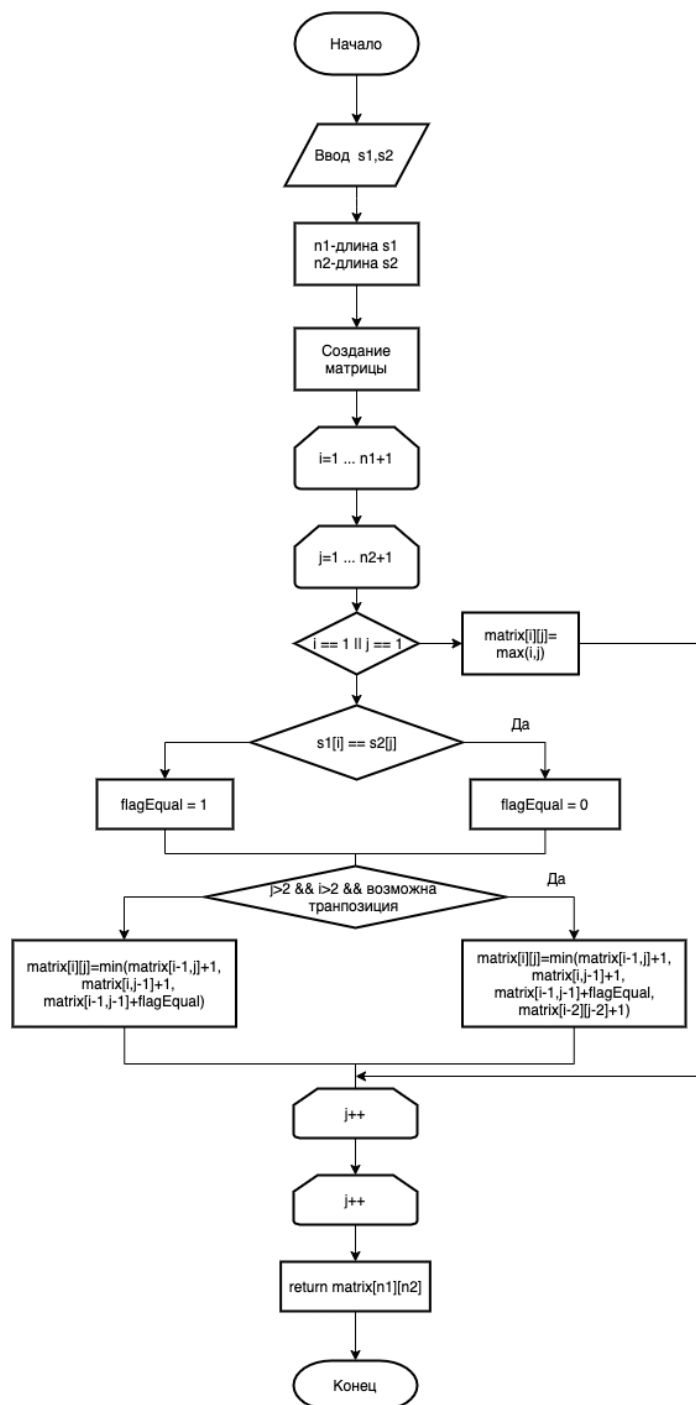 Начало
Ввод s1,s2
n1-длина s1
n2-длина s2
Создание
матрицы
i=1 ... n1+1
j=1 ... n2+1
i == 1 || j == 1
matrix[i][j]=
max(i,j)
s1[i] == s2[j]
Да
flagEqual = 1
flagEqual = 0
j>2 && i>2 && возможна
транпозиция
Да
matrix[i][j]=min(matrix[i-1,j]+1,
matrix[i,j-1]+1,
matrix[i-1,j-1]+flagEqual)
matrix[i][j]=min(matrix[i-1,j]+1,
matrix[i,j-1]+1,
matrix[i-1,j-1]+flagEqual,
matrix[i-2][j-2]+1)
j++
j++
return matrix[n1][n2]
Конец